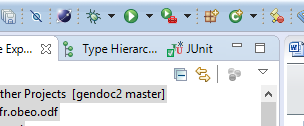 e Exp... Type Hierarc... JUnit
ther Projects [gendoc2 master]
fr.obeo.odf